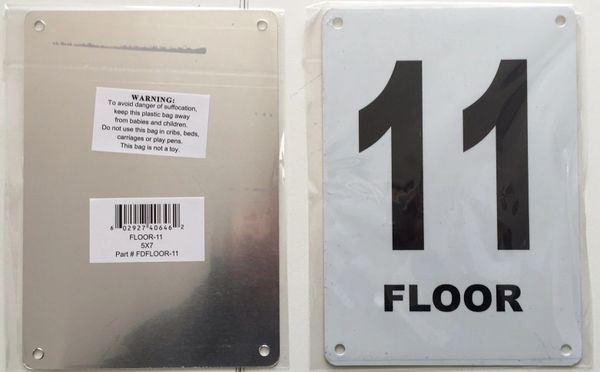 WARNING:
To avoid danger of suffocation,
keep this plastic bag away
from babies and children.
Do not use this bag in cribs, beds,
carriages or play pens.
This bag is not a toy.
6 02927 40646 2
FLOOR-11
5X7
Part # FDFLOOR-11
11
FLOOR